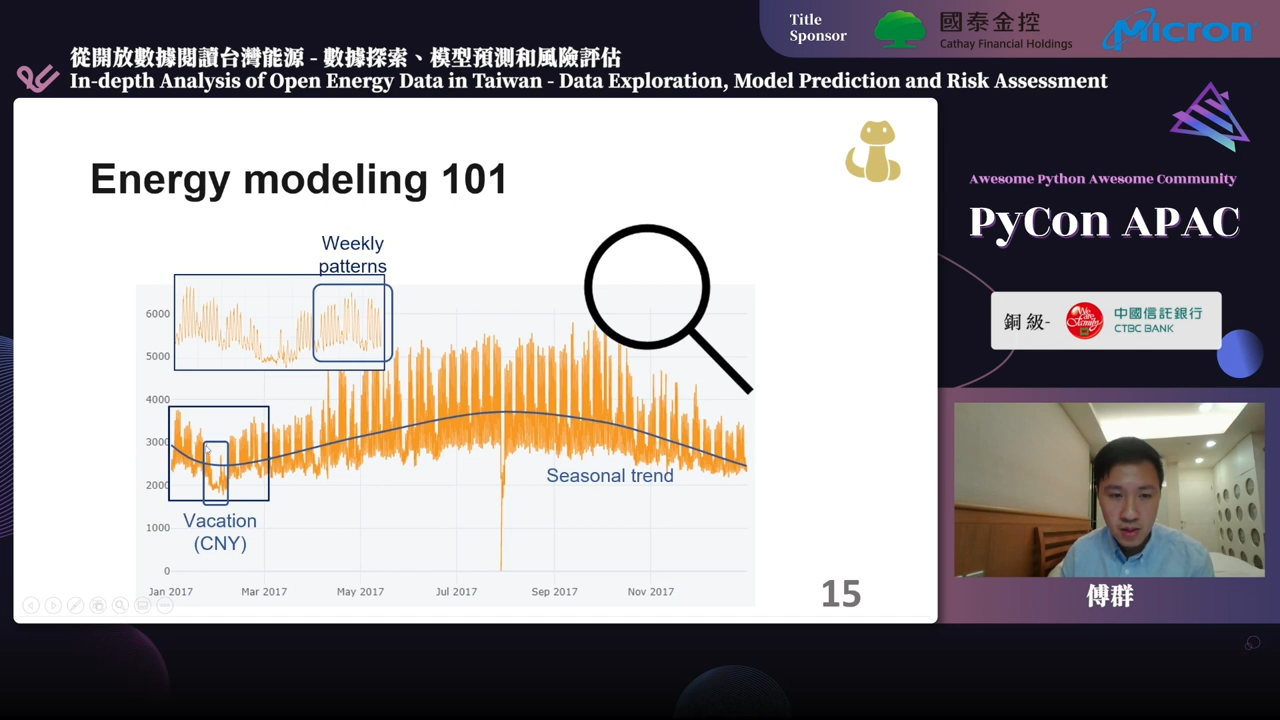 從開放數據閱讀台灣能源 - 數據探索、模型預測和風險評估
In-depth Analysis of Open Energy Data in Taiwan - Data Exploration, Model Prediction and Risk Assessment
Title
Sponsor
國泰金控
Cathay Financial Holdings
Micron
Energy modeling 101
Weekly
patterns
6000
5000
4000
3000
2000
1000
0
Seasonal trend
Vacation
(CNY)
Jan 2017
Mar 2017
May 2017
Jul 2017
Sep 2017
Nov 2017
15
Awesome Python Awesome Community
PyCon APAC
銅級-
We are
Family
中國信託銀行
CTBC BANK
傅群